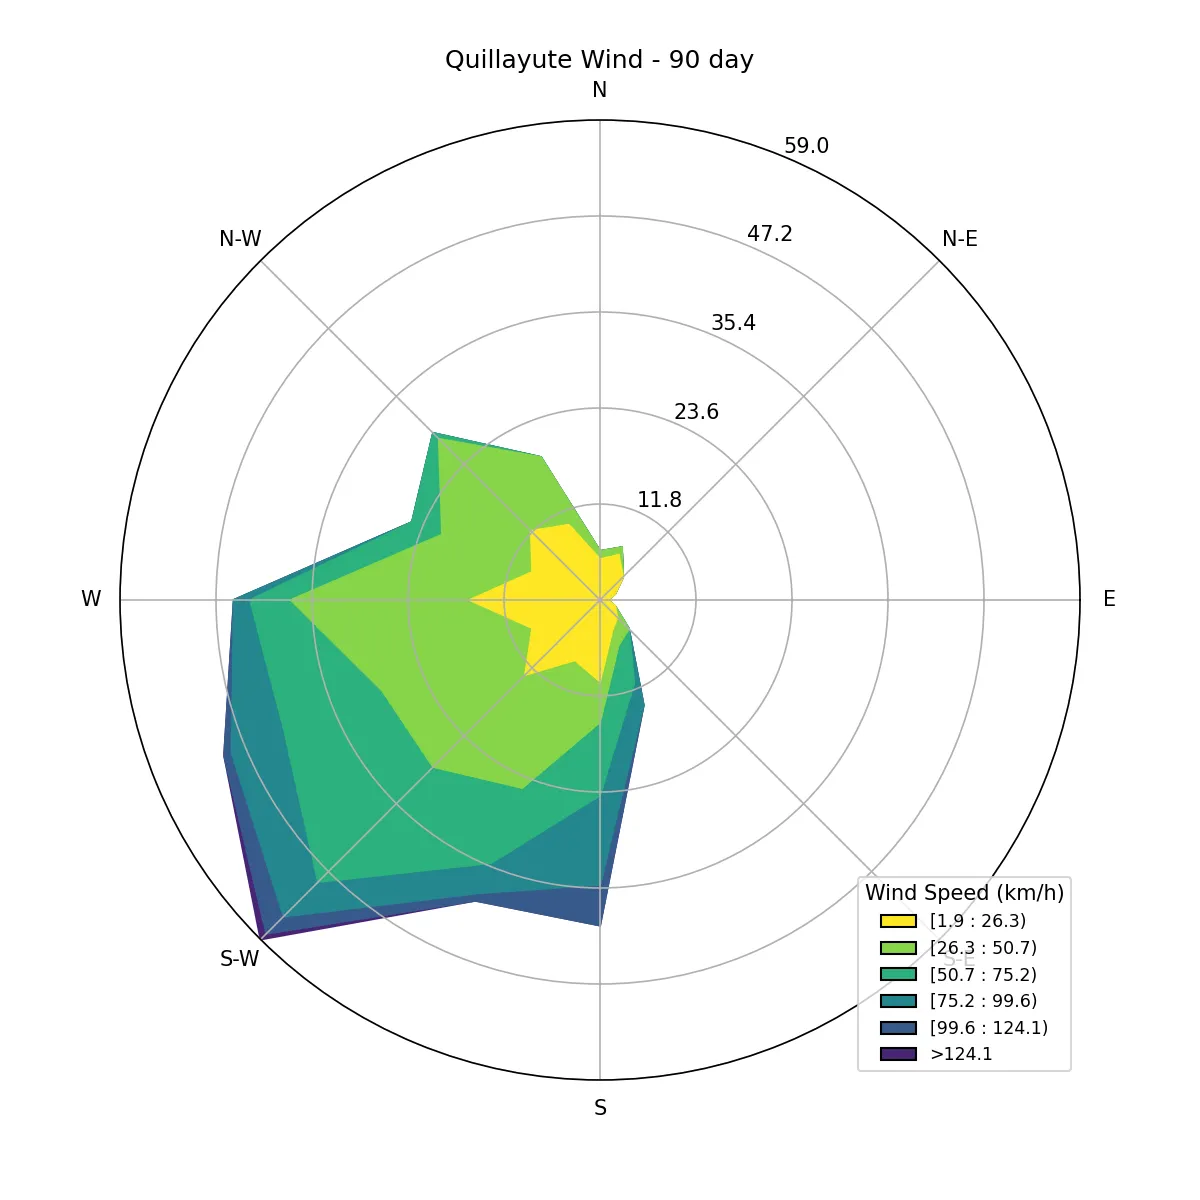 Quillayute Wind - 90 day
N
59.0
N-W
47.2
N-E
35.4
23.6
11.8
W
E
S-W
S-E
S
Wind Speed (km/h)
[1.9 : 26.3)
[26.3 : 50.7)
[50.7 : 75.2)
[75.2 : 99.6)
[99.6 : 124.1)
>124.1